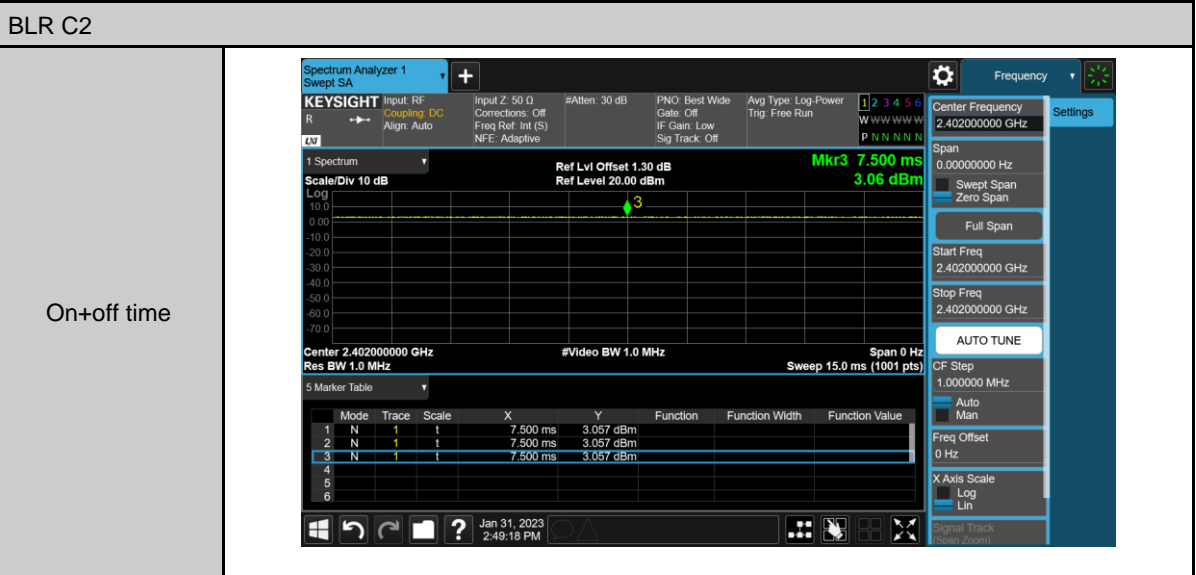 BLR C2
On+off time
Spectrum Analyzer 1
Swept SA
Frequency
KEYSIGHT
R
LXI
Input: RF
Coupling: DC
Align: Auto
Input Z: 50 Ω
Corrections: Off
Freq Ref: Int (S)
NFE: Adaptive
#Atten: 30 dB
PNO: Best Wide
Gate: Off
IF Gain: Low
Sig Track: Off
Avg Type: Log-Power
Trig: Free Run
1 2 3 4 5 6
W W W W W W
P N N N N N
1 Spectrum
Scale/Div 10 dB
Ref Lvl Offset 1.30 dB
Ref Level 20.00 dBm
Mkr3 7.500 ms
3.06 dBm
Log
10.0
0.00
-10.0
-20.0
-30.0
-40.0
-50.0
-60.0
-70.0
3
Center 2.402000000 GHz
Res BW 1.0 MHz
#Video BW 1.0 MHz
Span 0 Hz
Sweep 15.0 ms (1001 pts)
5 Marker Table
Mode Trace Scale X Y Function Function Width Function Value
1 N 1 t 7.500 ms 3.057 dBm
2 N 1 t 7.500 ms 3.057 dBm
3 N 1 t 7.500 ms 3.057 dBm
4
5
6
?
Jan 31, 2023
2:49:18 PM
Center Frequency
2.402000000 GHz
Settings
Span
0.00000000 Hz
Swept Span
Zero Span
Full Span
Start Freq
2.402000000 GHz
Stop Freq
2.402000000 GHz
AUTO TUNE
CF Step
1.000000 MHz
Auto
Man
Freq Offset
0 Hz
X Axis Scale
Log
Lin
Signal Track
(Span Zoom)